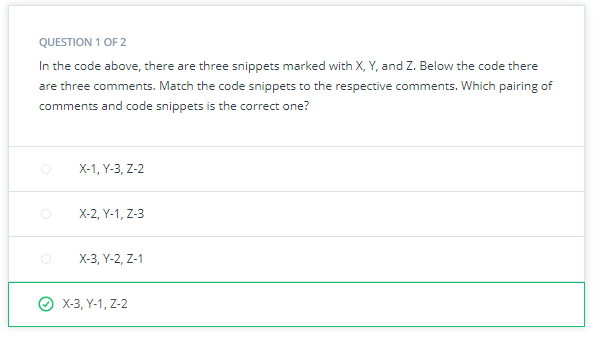 QUESTION 1 OF 2
In the code above, there are three snippets marked with X, Y, and Z. Below the code there
are three comments. Match the code snippets to the respective comments. Which pairing of
comments and code snippets is the correct one?
X-1, Y-3, Z-2
X-2, Y-1, Z-3
X-3, Y-2, Z-1
X-3, Y-1, Z-2